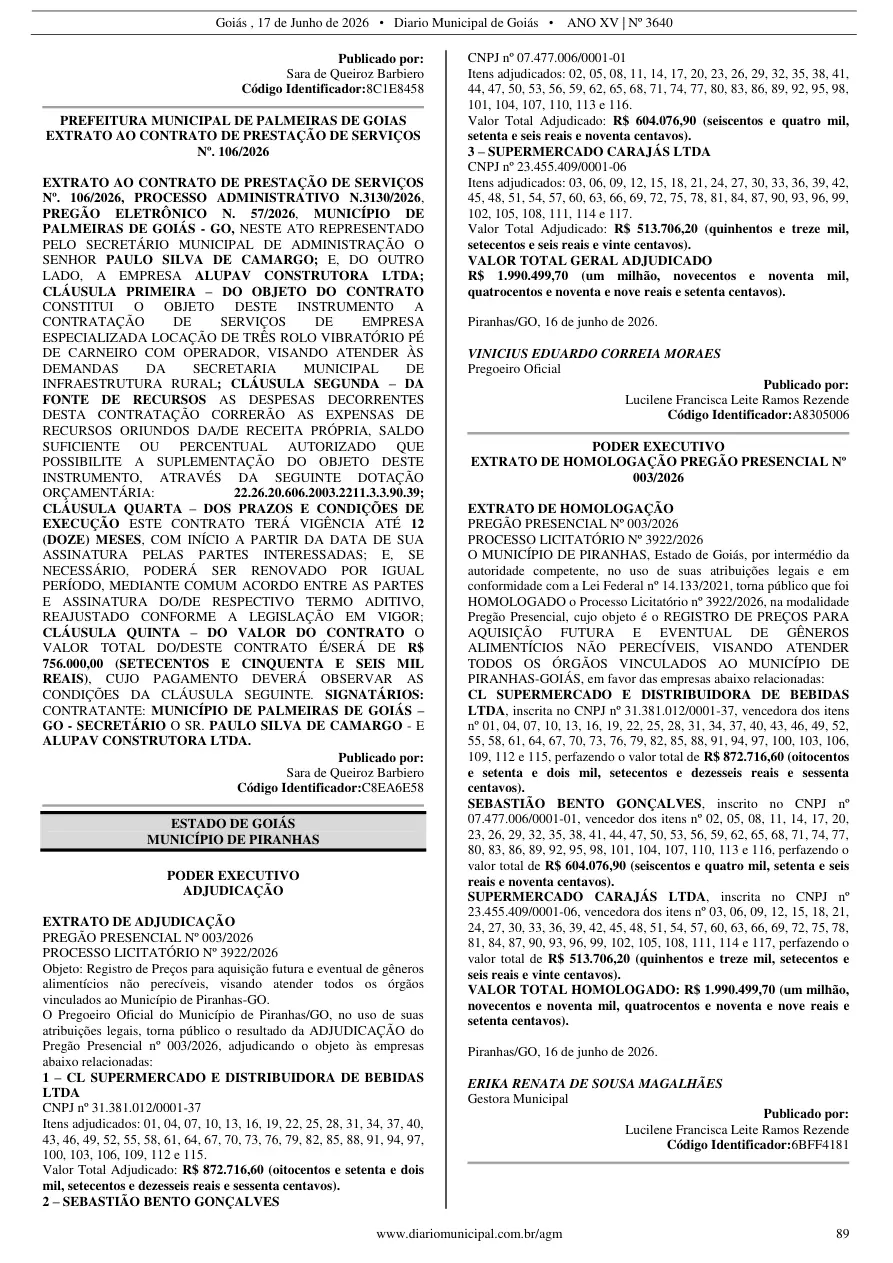 Goiás , 17 de Junho de 2026 • Diario Municipal de Goiás • ANO XV | Nº 3640
Publicado por:
Sara de Queiroz Barbiero
Código Identificador:8C1E8458
PREFEITURA MUNICIPAL DE PALMEIRAS DE GOIAS
EXTRATO AO CONTRATO DE PRESTAÇÃO DE SERVIÇOS
Nº. 106/2026
EXTRATO AO CONTRATO DE PRESTAÇÃO DE SERVIÇOS
Nº. 106/2026, PROCESSO ADMINISTRATIVO N.3130/2026,
PREGÃO ELETRÔNICO N. 57/2026, MUNICÍPIO DE
PALMEIRAS DE GOIÁS - GO, NESTE ATO REPRESENTADO
PELO SECRETÁRIO MUNICIPAL DE ADMINISTRAÇÃO O
SENHOR PAULO SILVA DE CAMARGO; E, DO OUTRO
LADO, A EMPRESA ALUPAV CONSTRUTORA LTDA;
CLÁUSULA PRIMEIRA – DO OBJETO DO CONTRATO
CONSTITUI O OBJETO DESTE INSTRUMENTO A
CONTRATAÇÃO DE SERVIÇOS DE EMPRESA
ESPECIALIZADA LOCAÇÃO DE TRÊS ROLO VIBRATÓRIO PÉ
DE CARNEIRO COM OPERADOR, VISANDO ATENDER ÀS
DEMANDAS DA SECRETARIA MUNICIPAL DE
INFRAESTRUTURA RURAL; CLÁUSULA SEGUNDA – DA
FONTE DE RECURSOS AS DESPESAS DECORRENTES
DESTA CONTRATAÇÃO CORRERÃO AS EXPENSAS DE
RECURSOS ORIUNDOS DA/DE RECEITA PRÓPRIA, SALDO
SUFICIENTE OU PERCENTUAL AUTORIZADO QUE
POSSIBILITE A SUPLEMENTAÇÃO DO OBJETO DESTE
INSTRUMENTO, ATRAVÉS DA SEGUINTE DOTAÇÃO
ORÇAMENTÁRIA: 22.26.20.606.2003.2211.3.3.90.39;
CLÁUSULA QUARTA – DOS PRAZOS E CONDIÇÕES DE
EXECUÇÃO ESTE CONTRATO TERÁ VIGÊNCIA ATÉ 12
(DOZE) MESES, COM INÍCIO A PARTIR DA DATA DE SUA
ASSINATURA PELAS PARTES INTERESSADAS; E, SE
NECESSÁRIO, PODERÁ SER RENOVADO POR IGUAL
PERÍODO, MEDIANTE COMUM ACORDO ENTRE AS PARTES
E ASSINATURA DO/DE RESPECTIVO TERMO ADITIVO,
REAJUSTADO CONFORME A LEGISLAÇÃO EM VIGOR;
CLÁUSULA QUINTA – DO VALOR DO CONTRATO O
VALOR TOTAL DO/DESTE CONTRATO É/SERÁ DE R$
756.000,00 (SETECENTOS E CINQUENTA E SEIS MIL
REAIS), CUJO PAGAMENTO DEVERÁ OBSERVAR AS
CONDIÇÕES DA CLÁUSULA SEGUINTE. SIGNATÁRIOS:
CONTRATANTE: MUNICÍPIO DE PALMEIRAS DE GOIÁS –
GO - SECRETÁRIO O SR. PAULO SILVA DE CAMARGO - E
ALUPAV CONSTRUTORA LTDA.
Publicado por:
Sara de Queiroz Barbiero
Código Identificador:C8EA6E58
ESTADO DE GOIÁS
MUNICÍPIO DE PIRANHAS
PODER EXECUTIVO
ADJUDICAÇÃO
EXTRATO DE ADJUDICAÇÃO
PREGÃO PRESENCIAL Nº 003/2026
PROCESSO LICITATÓRIO Nº 3922/2026
Objeto: Registro de Preços para aquisição futura e eventual de gêneros
alimentícios não perecíveis, visando atender todos os órgãos
vinculados ao Município de Piranhas-GO.
O Pregoeiro Oficial do Município de Piranhas/GO, no uso de suas
atribuições legais, torna público o resultado da ADJUDICAÇÃO do
Pregão Presencial nº 003/2026, adjudicando o objeto às empresas
abaixo relacionadas:
1 – CL SUPERMERCADO E DISTRIBUIDORA DE BEBIDAS
LTDA
CNPJ nº 31.381.012/0001-37
Itens adjudicados: 01, 04, 07, 10, 13, 16, 19, 22, 25, 28, 31, 34, 37, 40,
43, 46, 49, 52, 55, 58, 61, 64, 67, 70, 73, 76, 79, 82, 85, 88, 91, 94, 97,
100, 103, 106, 109, 112 e 115.
Valor Total Adjudicado: R$ 872.716,60 (oitocentos e setenta e dois
mil, setecentos e dezesseis reais e sessenta centavos).
2 – SEBASTIÃO BENTO GONÇALVES
CNPJ nº 07.477.006/0001-01
Itens adjudicados: 02, 05, 08, 11, 14, 17, 20, 23, 26, 29, 32, 35, 38, 41,
44, 47, 50, 53, 56, 59, 62, 65, 68, 71, 74, 77, 80, 83, 86, 89, 92, 95, 98,
101, 104, 107, 110, 113 e 116.
Valor Total Adjudicado: R$ 604.076,90 (seiscentos e quatro mil,
setenta e seis reais e noventa centavos).
3 – SUPERMERCADO CARAJÁS LTDA
CNPJ nº 23.455.409/0001-06
Itens adjudicados: 03, 06, 09, 12, 15, 18, 21, 24, 27, 30, 33, 36, 39, 42,
45, 48, 51, 54, 57, 60, 63, 66, 69, 72, 75, 78, 81, 84, 87, 90, 93, 96, 99,
102, 105, 108, 111, 114 e 117.
Valor Total Adjudicado: R$ 513.706,20 (quinhentos e treze mil,
setecentos e seis reais e vinte centavos).
VALOR TOTAL GERAL ADJUDICADO
R$ 1.990.499,70 (um milhão, novecentos e noventa mil,
quatrocentos e noventa e nove reais e setenta centavos).
Piranhas/GO, 16 de junho de 2026.
VINICIUS EDUARDO CORREIA MORAES
Pregoeiro Oficial
Publicado por:
Lucilene Francisca Leite Ramos Rezende
Código Identificador:A8305006
PODER EXECUTIVO
EXTRATO DE HOMOLOGAÇÃO PREGÃO PRESENCIAL Nº
003/2026
EXTRATO DE HOMOLOGAÇÃO
PREGÃO PRESENCIAL Nº 003/2026
PROCESSO LICITATÓRIO Nº 3922/2026
O MUNICÍPIO DE PIRANHAS, Estado de Goiás, por intermédio da
autoridade competente, no uso de suas atribuições legais e em
conformidade com a Lei Federal nº 14.133/2021, torna público que foi
HOMOLOGADO o Processo Licitatório nº 3922/2026, na modalidade
Pregão Presencial, cujo objeto é o REGISTRO DE PREÇOS PARA
AQUISIÇÃO FUTURA E EVENTUAL DE GÊNEROS
ALIMENTÍCIOS NÃO PERECÍVEIS, VISANDO ATENDER
TODOS OS ÓRGÃOS VINCULADOS AO MUNICÍPIO DE
PIRANHAS-GOIÁS, em favor das empresas abaixo relacionadas:
CL SUPERMERCADO E DISTRIBUIDORA DE BEBIDAS
LTDA, inscrita no CNPJ nº 31.381.012/0001-37, vencedora dos itens
nº 01, 04, 07, 10, 13, 16, 19, 22, 25, 28, 31, 34, 37, 40, 43, 46, 49, 52,
55, 58, 61, 64, 67, 70, 73, 76, 79, 82, 85, 88, 91, 94, 97, 100, 103, 106,
109, 112 e 115, perfazendo o valor total de R$ 872.716,60 (oitocentos
e setenta e dois mil, setecentos e dezesseis reais e sessenta
centavos).
SEBASTIÃO BENTO GONÇALVES, inscrito no CNPJ nº
07.477.006/0001-01, vencedor dos itens nº 02, 05, 08, 11, 14, 17, 20,
23, 26, 29, 32, 35, 38, 41, 44, 47, 50, 53, 56, 59, 62, 65, 68, 71, 74, 77,
80, 83, 86, 89, 92, 95, 98, 101, 104, 107, 110, 113 e 116, perfazendo o
valor total de R$ 604.076,90 (seiscentos e quatro mil, setenta e seis
reais e noventa centavos).
SUPERMERCADO CARAJÁS LTDA, inscrita no CNPJ nº
23.455.409/0001-06, vencedora dos itens nº 03, 06, 09, 12, 15, 18, 21,
24, 27, 30, 33, 36, 39, 42, 45, 48, 51, 54, 57, 60, 63, 66, 69, 72, 75, 78,
81, 84, 87, 90, 93, 96, 99, 102, 105, 108, 111, 114 e 117, perfazendo o
valor total de R$ 513.706,20 (quinhentos e treze mil, setecentos e
seis reais e vinte centavos).
VALOR TOTAL HOMOLOGADO: R$ 1.990.499,70 (um milhão,
novecentos e noventa mil, quatrocentos e noventa e nove reais e
setenta centavos).
Piranhas/GO, 16 de junho de 2026.
ERIKA RENATA DE SOUSA MAGALHÃES
Gestora Municipal
Publicado por:
Lucilene Francisca Leite Ramos Rezende
Código Identificador:6BFF4181
www.diariomunicipal.com.br/agm 89